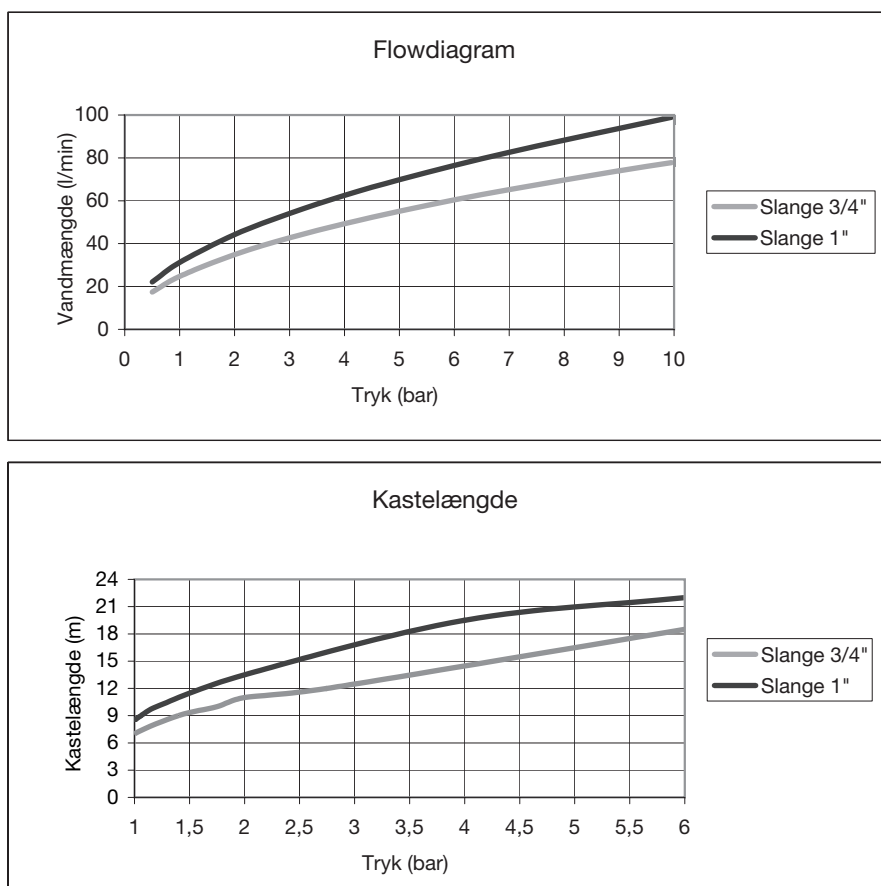 Flowdiagram
Vandmængde (l/min)
100
80
60
40
20
0
0 1 2 3 4 5 6 7 8 9 10
Tryk (bar)
Slange 3/4"
Slange 1"
Kastelængde
Kastelængde (m)
24
21
18
15
12
9
6
3
0
1 1,5 2 2,5 3 3,5 4 4,5 5 5,5 6
Tryk (bar)
Slange 3/4"
Slange 1"